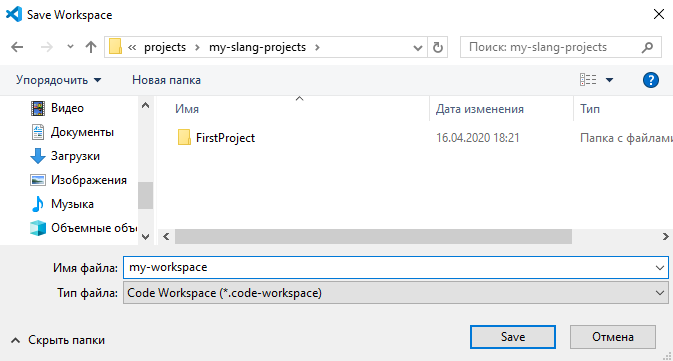 Save Workspace
« projects › my-slang-projects ›
Поиск: my-slang-projects
Упорядочить Новая папка
Имя Дата изменения Тип
Видео
Документы
Загрузки
Изображения
Музыка
Объемные объе
FirstProject 16.04.2020 18:21 Папка с файлами
Имя файла: my-workspace
Тип файла: Code Workspace (*.code-workspace)
Скрыть папки
Save
Отмена